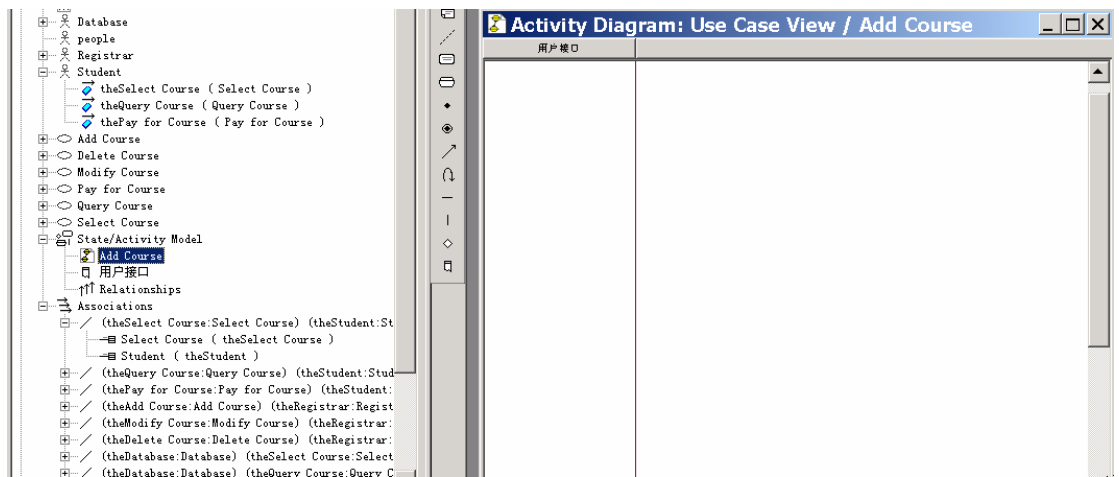 Database
people
Registrar
Student
theSelect Course ( Select Course )
theQuery Course ( Query Course )
thePay for Course ( Pay for Course )
Add Course
Delete Course
Modify Course
Pay for Course
Query Course
Select Course
State/Activity Model
Add Course
用户接口
Relationships
Associations
(theSelect Course:Select Course) (theStudent:St
Select Course ( theSelect Course )
Student ( theStudent )
(theQuery Course:Query Course) (theStudent:Stud
(thePay for Course:Pay for Course) (theStudent:
(theAdd Course:Add Course) (theRegistrar:Regist
(theModify Course:Modify Course) (theRegistrar:
(theDelete Course:Delete Course) (theRegistrar:
(theDatabase:Database) (theSelect Course:Select
(theDatabase:Database) (theQuery Course:Query C
Activity Diagram: Use Case View / Add Course
用户接口